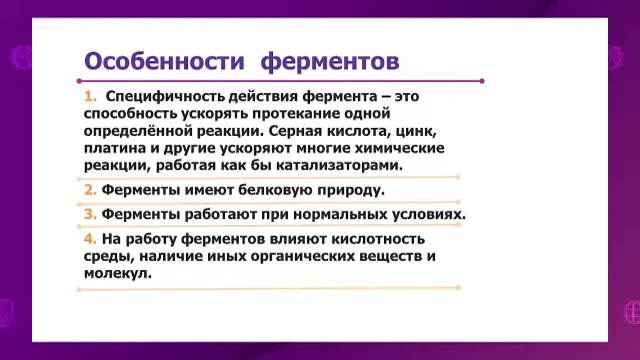 Особенности ферментов
1. Специфичность действия фермента – это
способность ускорять протекание одной
определённой реакции. Серная кислота, цинк,
платина и другие ускоряют многие химические
реакции, работая как бы катализаторами.
2. Ферменты имеют белковую природу.
3. Ферменты работают при нормальных условиях.
4. На работу ферментов влияют кислотность
среды, наличие иных органических веществ и
молекул.